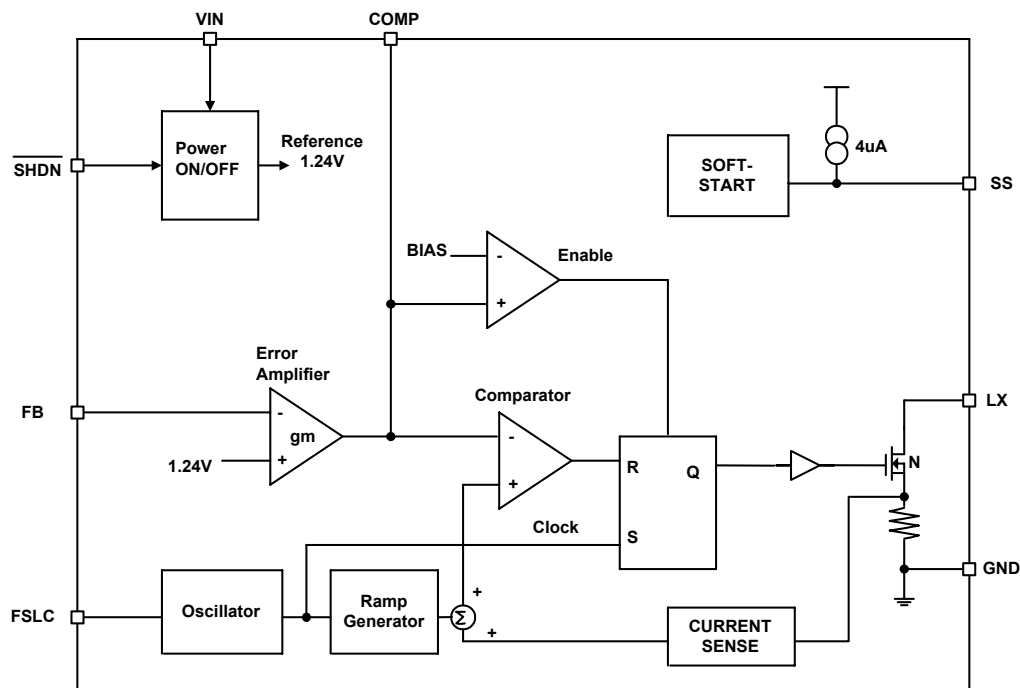 VIN
COMP
SHDN
Power
ON/OFF
Reference
1.24V
SOFT-
START
4uA
SS
BIAS
-
+
Enable
Error
Amplifier
FB
-
gm
+
1.24V
Comparator
-
+
R
Q
S
Clock
N
LX
GND
FSLC
Oscillator
Ramp
Generator
+
Σ
+
CURRENT
SENSE